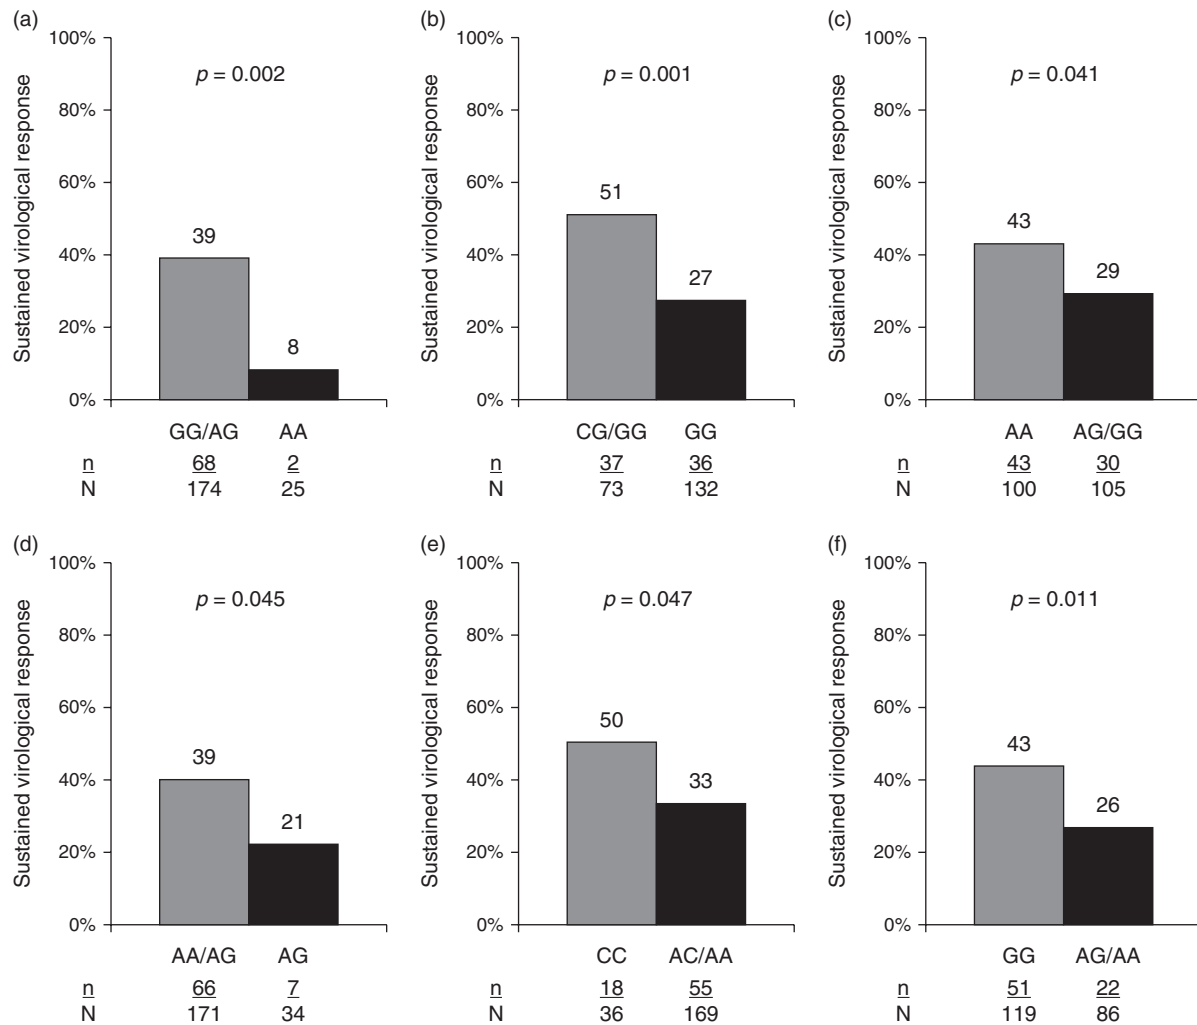 (a)
Sustained virological response
100%
80%
60%
40%
20%
0%
p = 0.002
39
8
GG/AG AA
n 68 2
N 174 25
(b)
Sustained virological response
100%
80%
60%
40%
20%
0%
p = 0.001
51
27
CG/GG GG
n 37 36
N 73 132
(c)
Sustained virological response
100%
80%
60%
40%
20%
0%
p = 0.041
43
29
AA AG/GG
n 43 30
N 100 105
(d)
Sustained virological response
100%
80%
60%
40%
20%
0%
p = 0.045
39
21
AA/AG AG
n 66 7
N 171 34
(e)
Sustained virological response
100%
80%
60%
40%
20%
0%
p = 0.047
50
33
CC AC/AA
n 18 55
N 36 169
(f)
Sustained virological response
100%
80%
60%
40%
20%
0%
p = 0.011
43
26
GG AG/AA
n 51 22
N 119 86